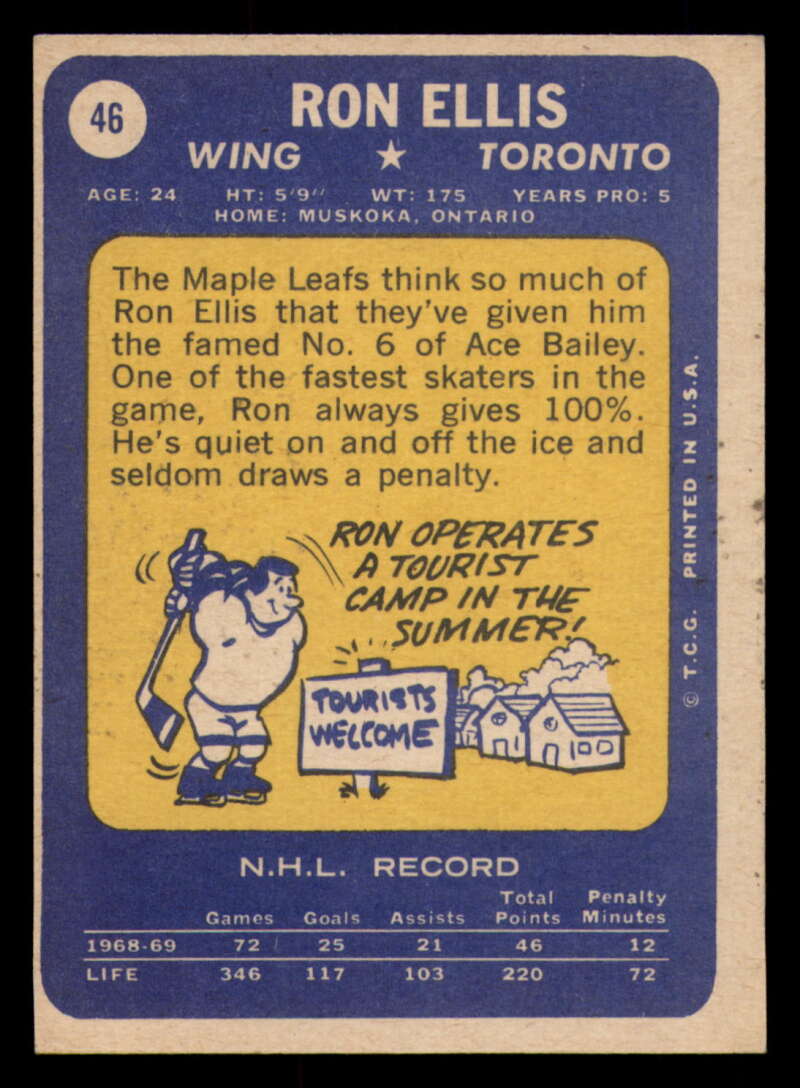 46
RON ELLIS
WING ★ TORONTO
AGE: 24 HT: 5'9" WT: 175 YEARS PRO: 5
HOME: MUSKOKA, ONTARIO
The Maple Leafs think so much of
Ron Ellis that they've given him
the famed No. 6 of Ace Bailey.
One of the fastest skaters in the
game, Ron always gives 100%.
He's quiet on and off the ice and
seldom draws a penalty.
RON OPERATES
A TOURIST
CAMP IN THE
SUMMER!
TOURISTS
WELCOME
© T.C.G. PRINTED IN U.S.A.
N.H.L. RECORD
Games Goals Assists Total Points Penalty Minutes
1968-69 72 25 21 46 12
LIFE 346 117 103 220 72